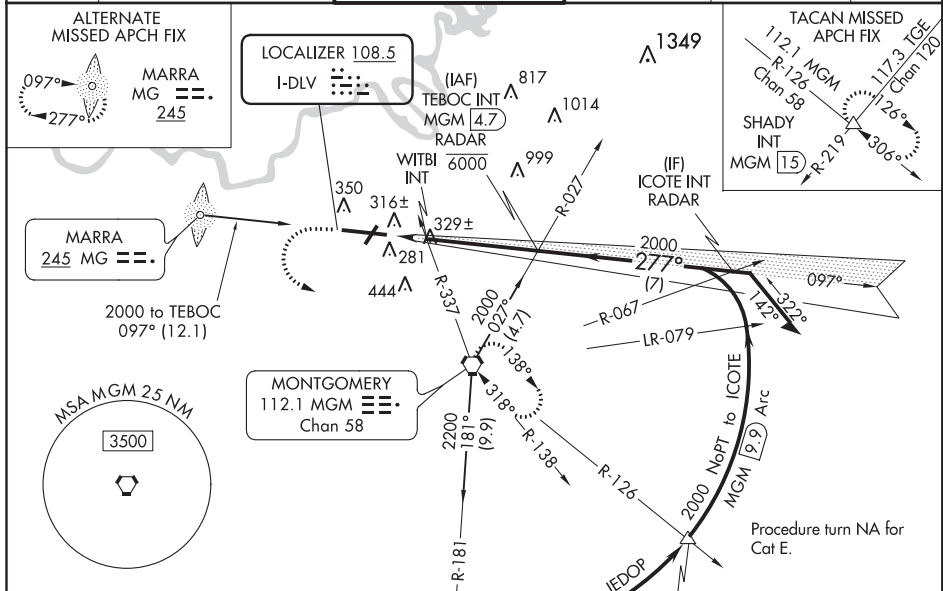 ALTERNATE
MISSED APCH FIX
097°
277°
MARRA
MG
245
LOCALIZER 108.5
I-DLV
(IAF)
TEBOC INT
MGM 4.7
RADAR
6000
WITBI
INT
817
1014
999
1349
TACAN MISSED
APCH FIX
112.1 MGM
R-126
Chan 58
117.3 TGE
Chan 120
126°
306°
R-219
SHADY
INT
MGM 15
(IF)
ICOTE INT
RADAR
350
316±
329±
281
444
R-027
2000
277°
(7)
097°
MARRA
245 MG
2000 to TEBOC
097° (12.1)
R-337
2000
027°
(4.7)
R-067
LR-079
142°
322°
MONTGOMERY
112.1 MGM
Chan 58
138°
318°
R-138
R-126
2000 NoPT to ICOTE
MGM 9.9 Arc
MSA MGM 25 NM
3500
2200
181°
(9.9)
R-181
IEDOP
Procedure turn NA for
Cat E.